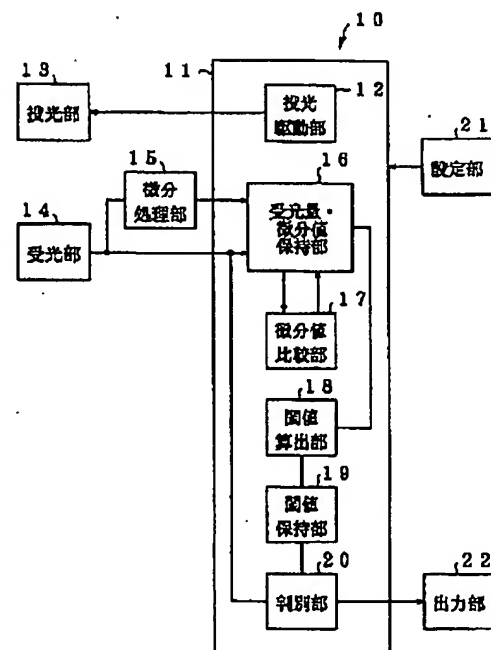 10
13
11
12
投光部
投光
駆動部
21
設定部
15
微分
処理部
16
受光量・
微分値
保持部
14
受光部
17
微分値
比較部
18
閾値
算出部
19
閾値
保持部
20
判別部
22
出力部